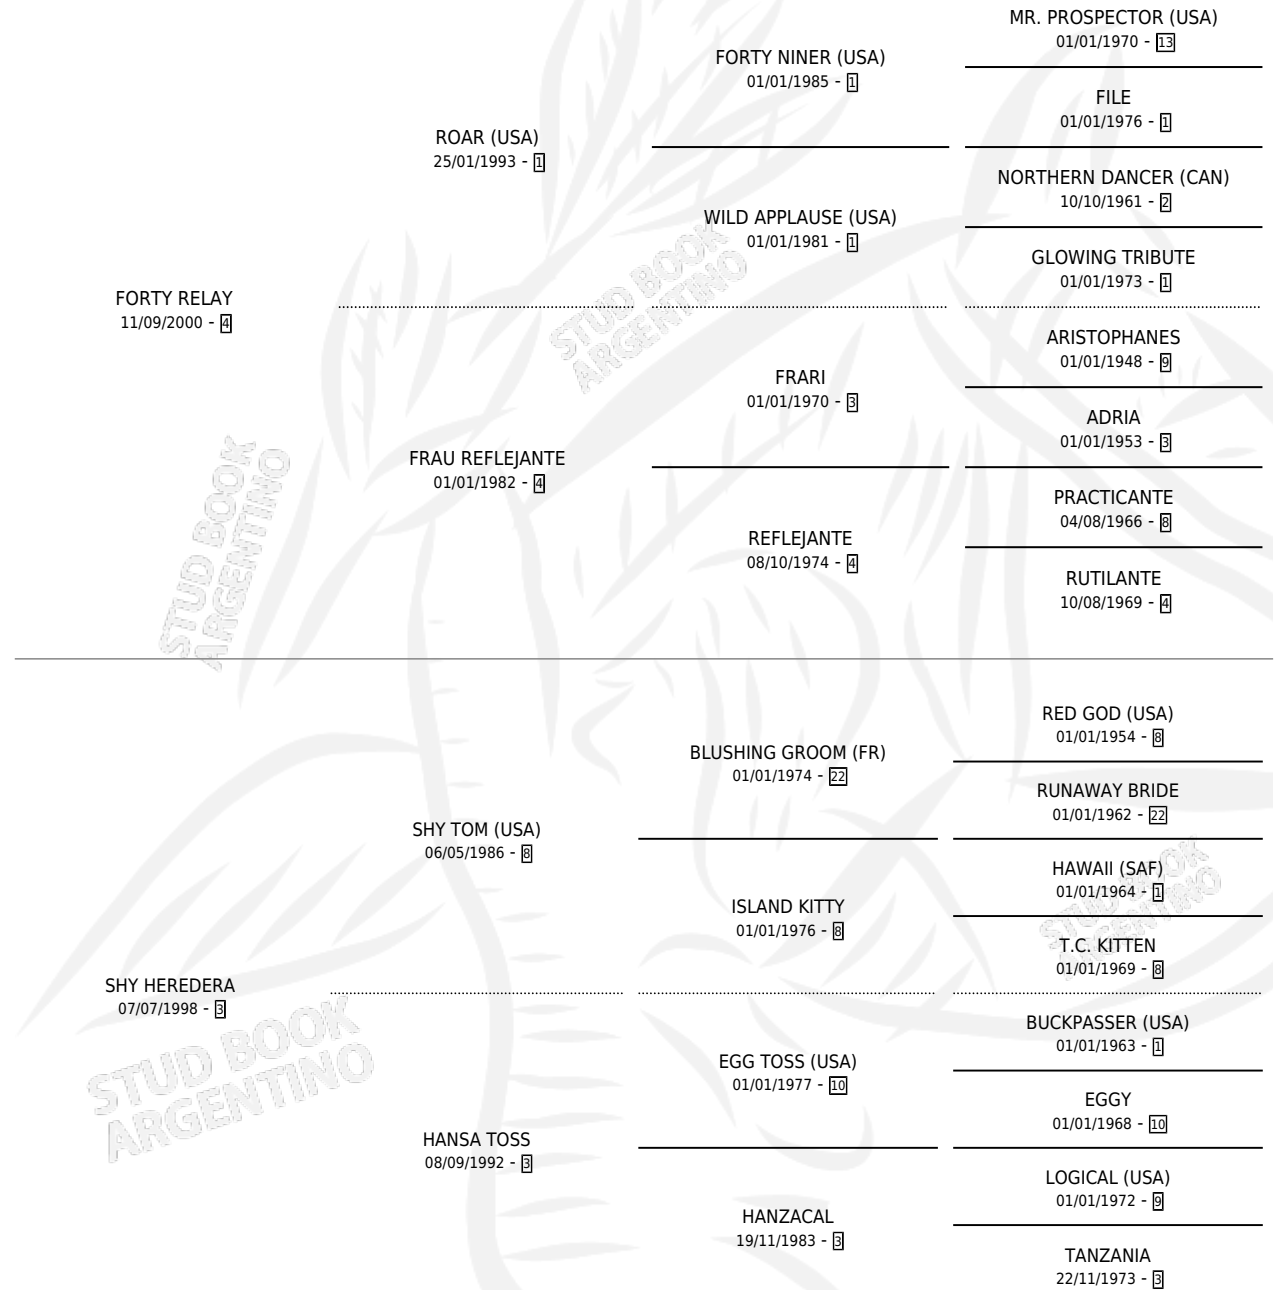 MR. PROSPECTOR (USA)
01/01/1970 - 13
FORTY NINER (USA)
01/01/1985 - 1
FILE
01/01/1976 - 1
ROAR (USA)
25/01/1993 - 1
NORTHERN DANCER (CAN)
10/10/1961 - 2
WILD APPLAUSE (USA)
01/01/1981 - 1
GLOWING TRIBUTE
01/01/1973 - 1
FORTY RELAY
11/09/2000 - 4
ARISTOPHANES
01/01/1948 - 9
FRARI
01/01/1970 - 3
ADRIA
01/01/1953 - 3
FRAU REFLEJANTE
01/01/1982 - 4
PRACTICANTE
04/08/1966 - 8
REFLEJANTE
08/10/1974 - 4
RUTILANTE
10/08/1969 - 4
STUD BOOK
ARGENTINO
STUD BOOK
ARGENTINO
RED GOD (USA)
01/01/1954 - 8
BLUSHING GROOM (FR)
01/01/1974 - 22
RUNAWAY BRIDE
01/01/1962 - 22
SHY TOM (USA)
06/05/1986 - 8
HAWAII (SAF)
01/01/1964 - 1
ISLAND KITTY
01/01/1976 - 8
T.C. KITTEN
01/01/1969 - 8
STUD BOOK
ARGENTINO
SHY HEREDERA
07/07/1998 - 3
BUCKPASSER (USA)
01/01/1963 - 1
EGG TOSS (USA)
01/01/1977 - 10
EGGY
01/01/1968 - 10
HANSA TOSS
08/09/1992 - 3
LOGICAL (USA)
01/01/1972 - 9
HANZACAL
19/11/1983 - 3
TANZANIA
22/11/1973 - 3
STUD BOOK
ARGENTINO